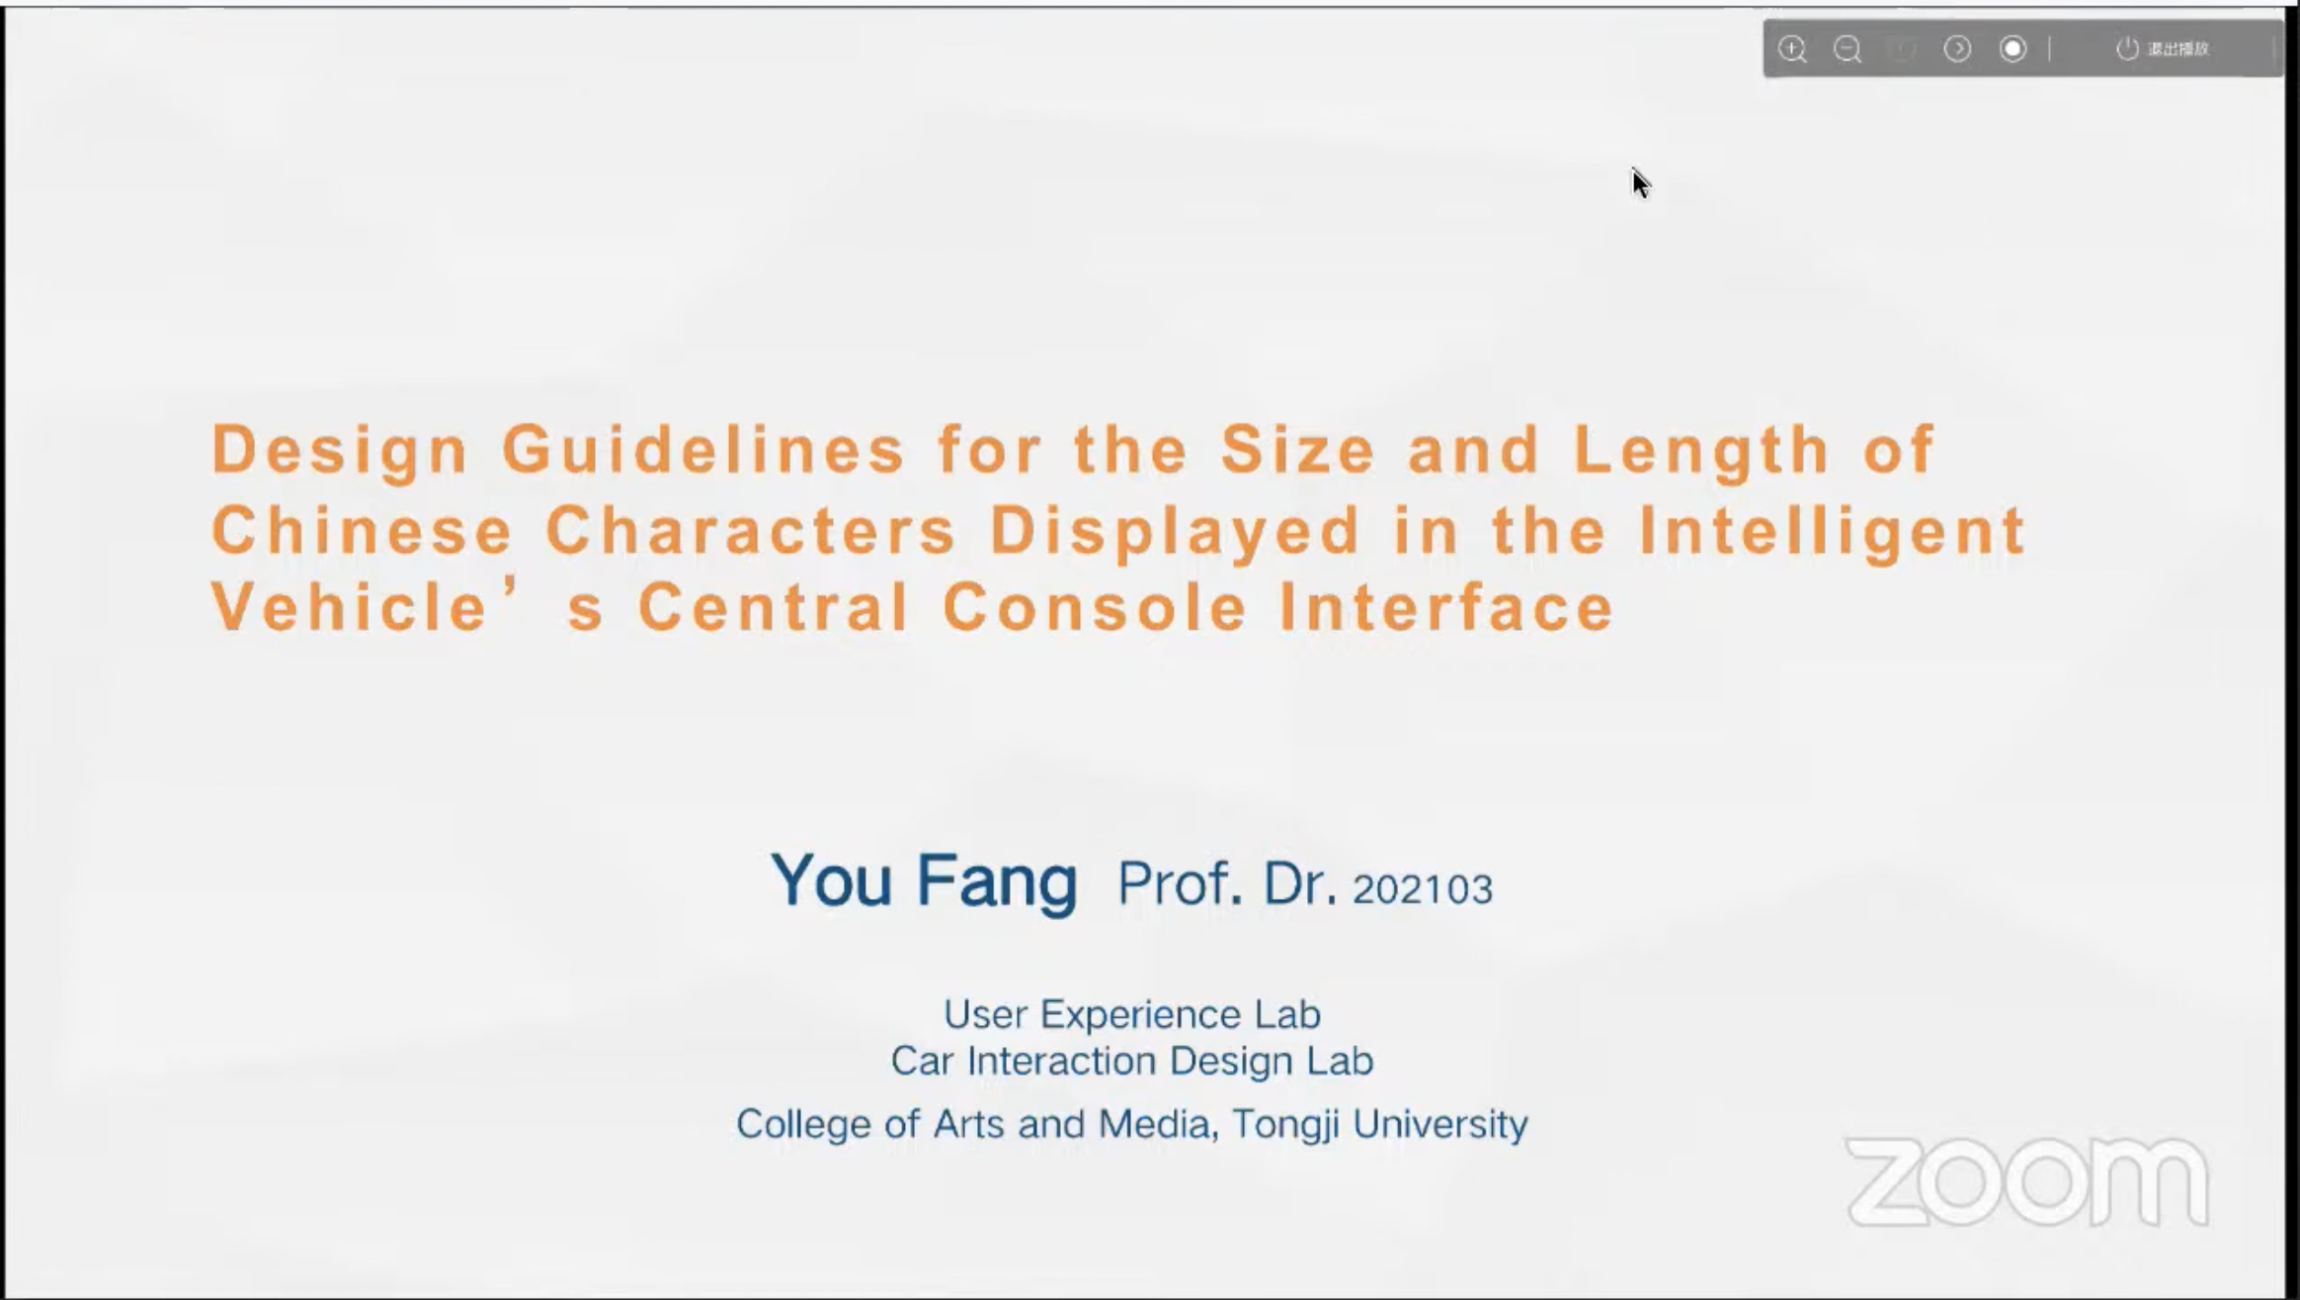 退出播放
Design Guidelines for the Size and Length of
Chinese Characters Displayed in the Intelligent
Vehicle’ s Central Console Interface
You Fang Prof. Dr. 202103
User Experience Lab
Car Interaction Design Lab
College of Arts and Media, Tongji University
zoom